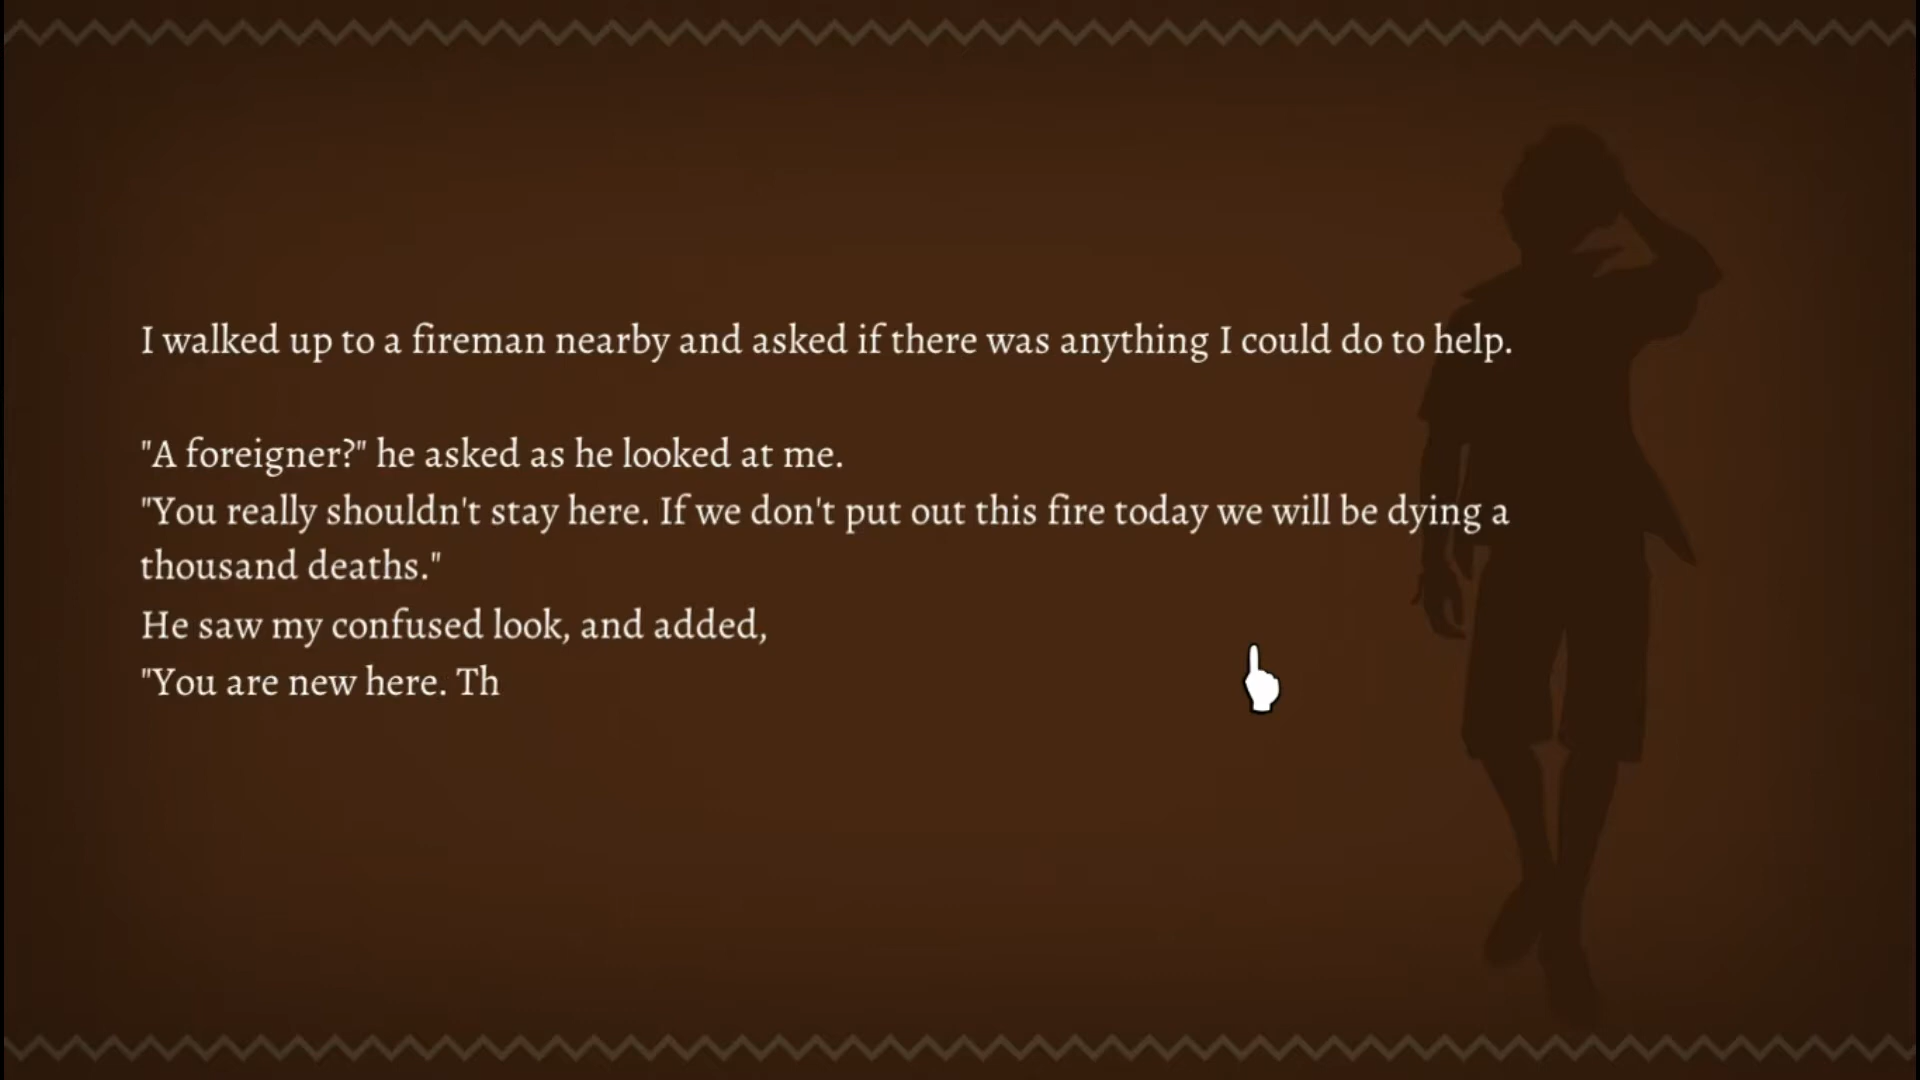 I walked up to a fireman nearby and asked if there was anything I could do to help.
"A foreigner?" he asked as he looked at me.
"You really shouldn't stay here. If we don't put out this fire today we will be dying a
thousand deaths."
He saw my confused look, and added,
"You are new here. Th